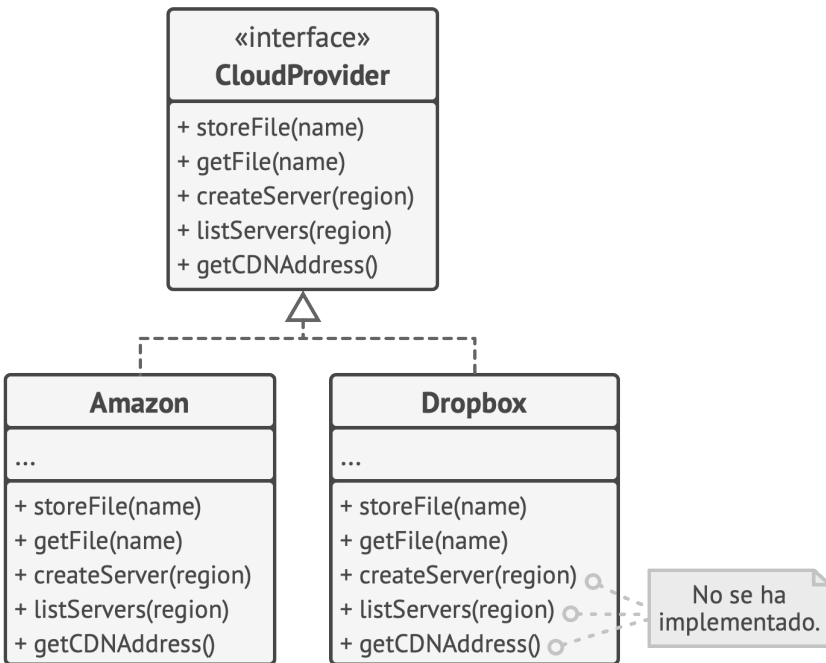 «interface»
CloudProvider
+ storeFile(name)
+ getFile(name)
+ createServer(region)
+ listServers(region)
+ getCDNAddress()
Amazon
...
+ storeFile(name)
+ getFile(name)
+ createServer(region)
+ listServers(region)
+ getCDNAddress()
Dropbox
...
+ storeFile(name)
+ getFile(name)
+ createServer(region)
+ listServers(region)
+ getCDNAddress()
No se ha
implementado.